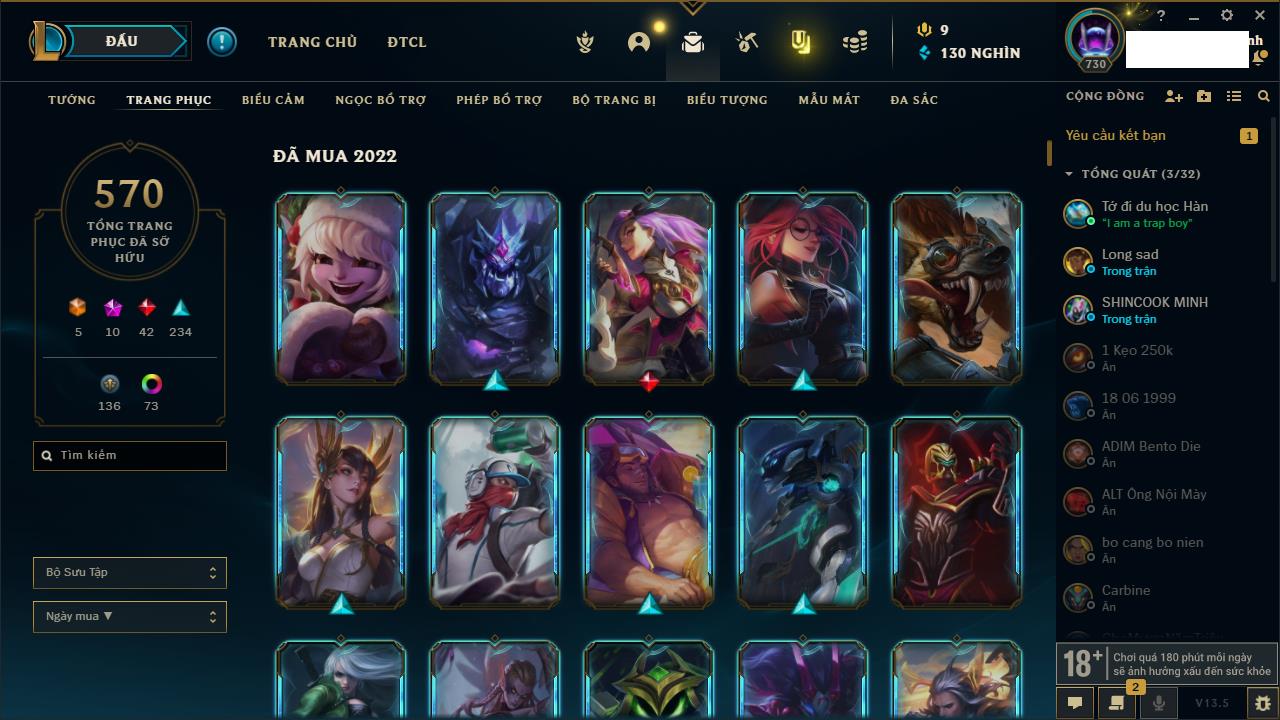 ĐẤU
TRANG CHỦ
ĐTCL
9
130 NGHÌN
730
nh
TƯỚNG
TRANG PHỤC
BIỂU CẢM
NGỌC BỔ TRỢ
PHÉP BỔ TRỢ
BỘ TRANG BỊ
BIỂU TƯỢNG
MẪU MẮT
ĐA SẮC
CỘNG ĐỒNG
570
TỔNG TRANG
PHỤC ĐÃ SỞ
HỮU
5
10
42
234
136
73
Tìm kiếm
Bộ Sưu Tập
Ngày mua ▼
ĐÃ MUA 2022
Yêu cầu kết bạn
1
TỔNG QUÁT (3/32)
Tớ đi du học Hàn
"I am a trap boy"
Long sad
Trong trận
SHINCOOK MINH
Trong trận
1 Kẹo 250k
Ẩn
18 06 1999
Ẩn
ADIM Bento Die
Ẩn
ALT Ông Nội Mày
Ẩn
bo cang bo nien
Ẩn
Carbine
Ẩn
18+
Chơi quá 180 phút mỗi ngày
sẽ ảnh hưởng xấu đến sức khỏe
2
V13.5